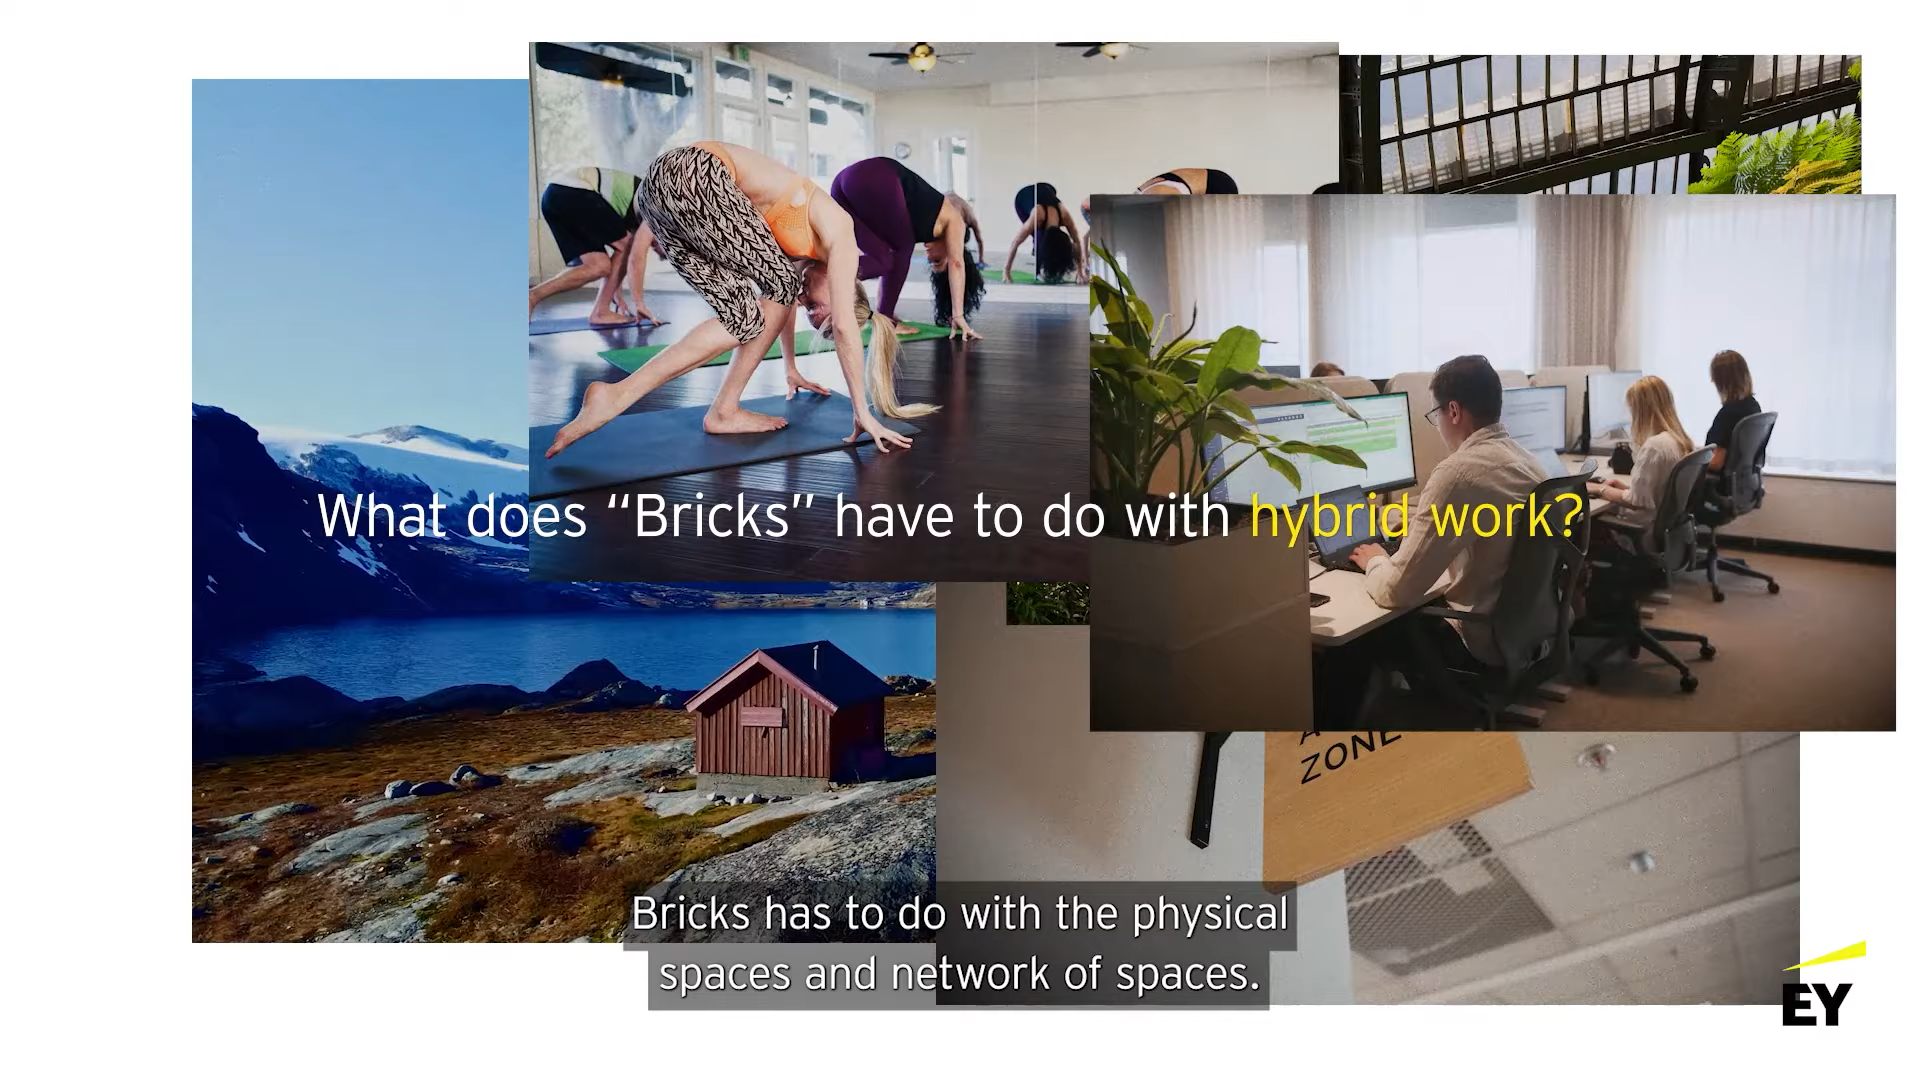 What does “Bricks” have to do with hybrid work?
ZONE
Bricks has to do with the physical
spaces and network of spaces.
EY